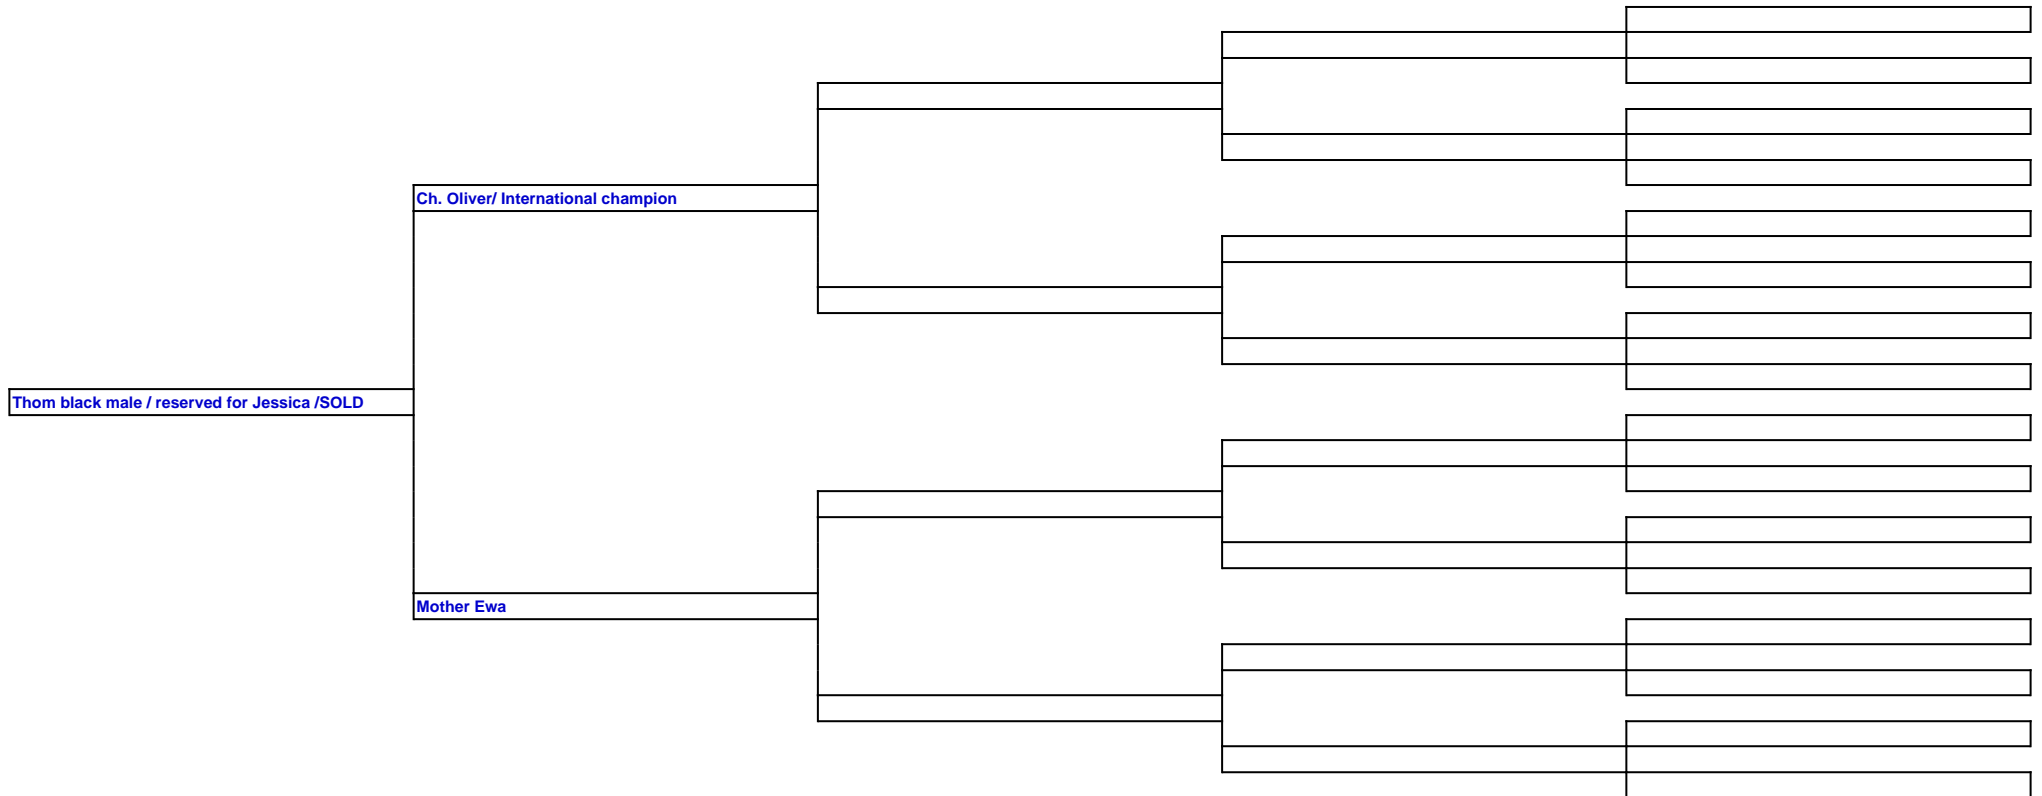 Ch. Oliver/ International champion
Thom black male / reserved for Jessica /SOLD
Mother Ewa